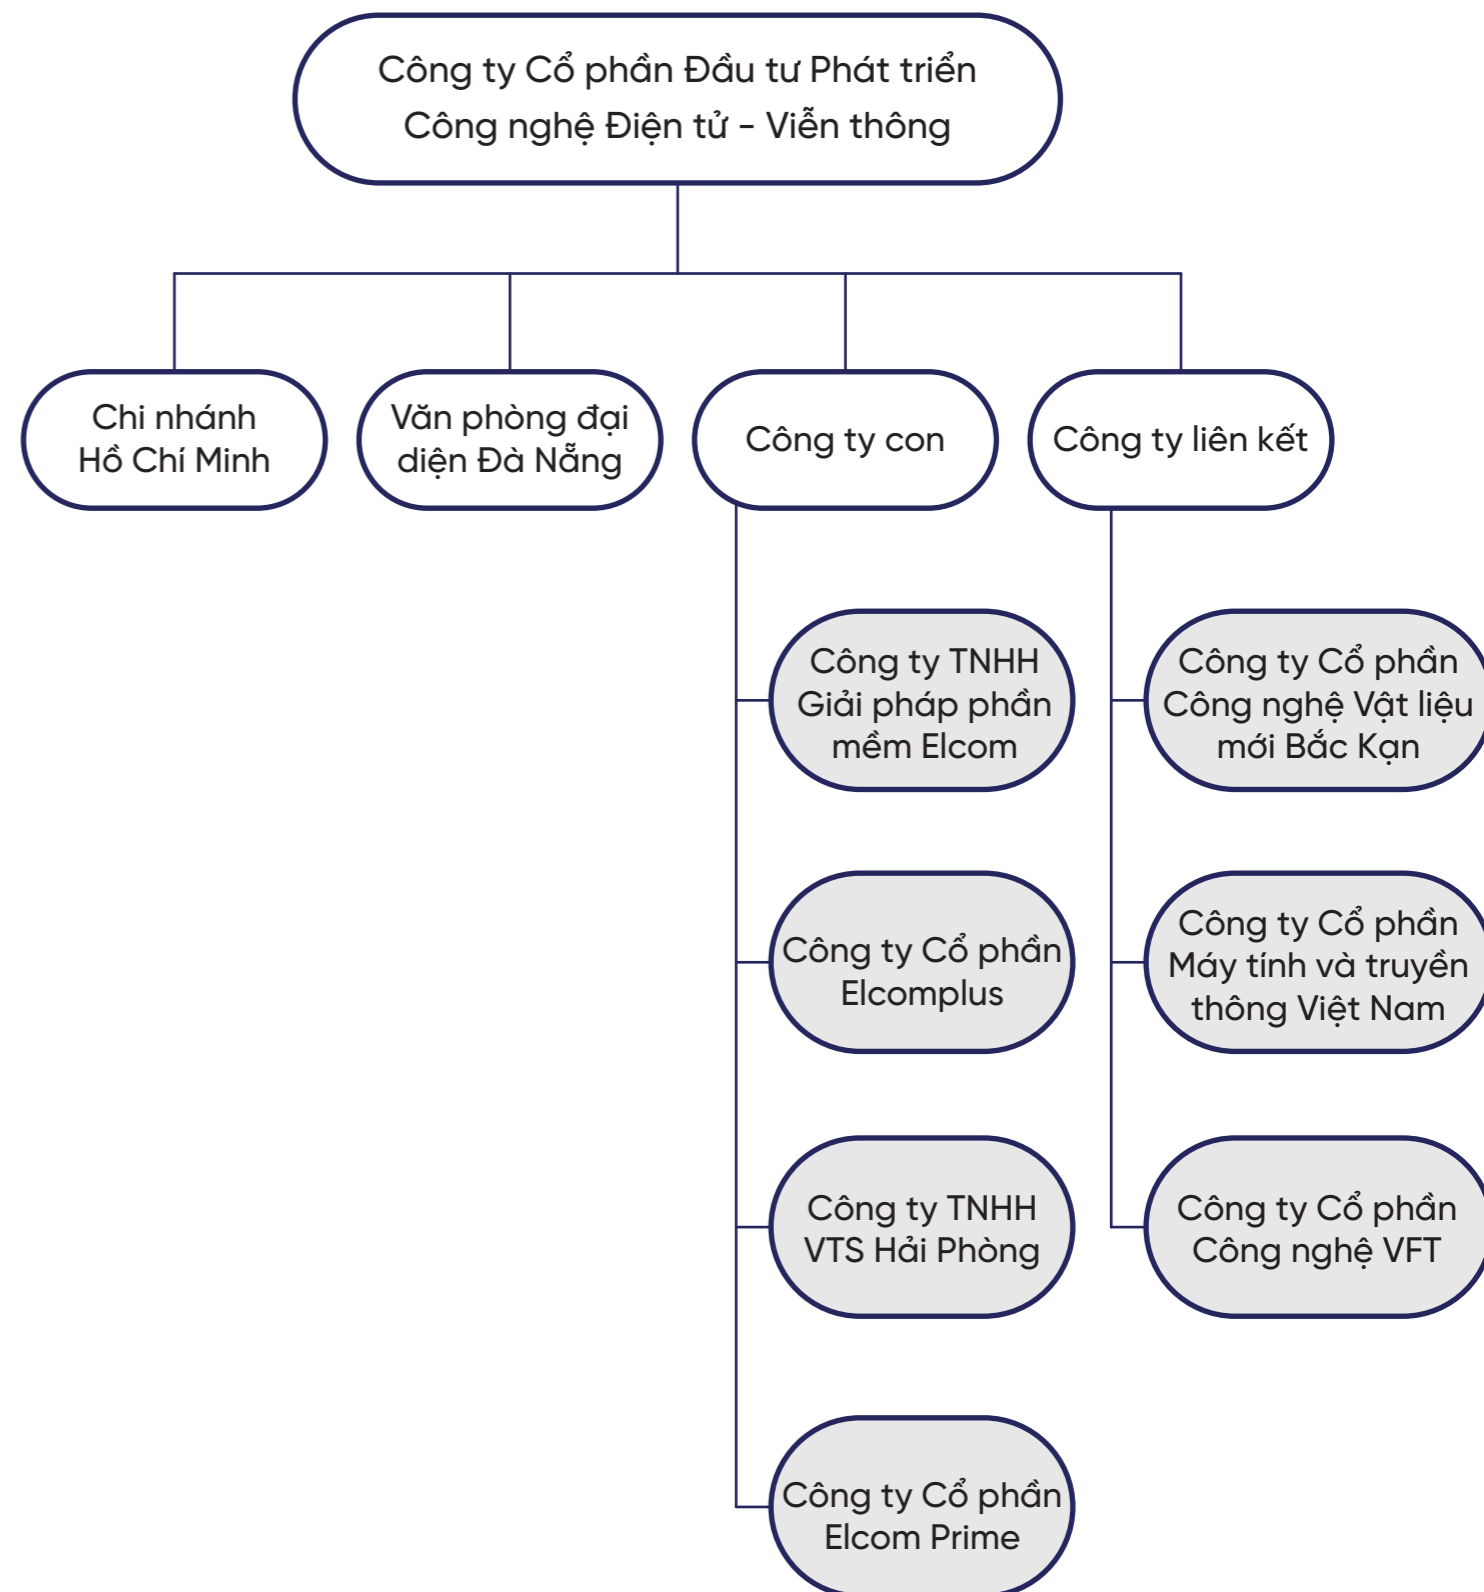 Công ty Cổ phần Đầu tư Phát triển
Công nghệ Điện tử - Viễn thông
Chi nhánh
Hồ Chí Minh
Văn phòng đại
diện Đà Nẵng
Công ty con
Công ty liên kết
Công ty TNHH
Giải pháp phần
mềm Elcom
Công ty Cổ phần
Công nghệ Vật liệu
mới Bắc Kạn
Công ty Cổ phần
Elcomplus
Công ty Cổ phần
Máy tính và truyền
thông Việt Nam
Công ty TNHH
VTS Hải Phòng
Công ty Cổ phần
Công nghệ VFT
Công ty Cổ phần
Elcom Prime